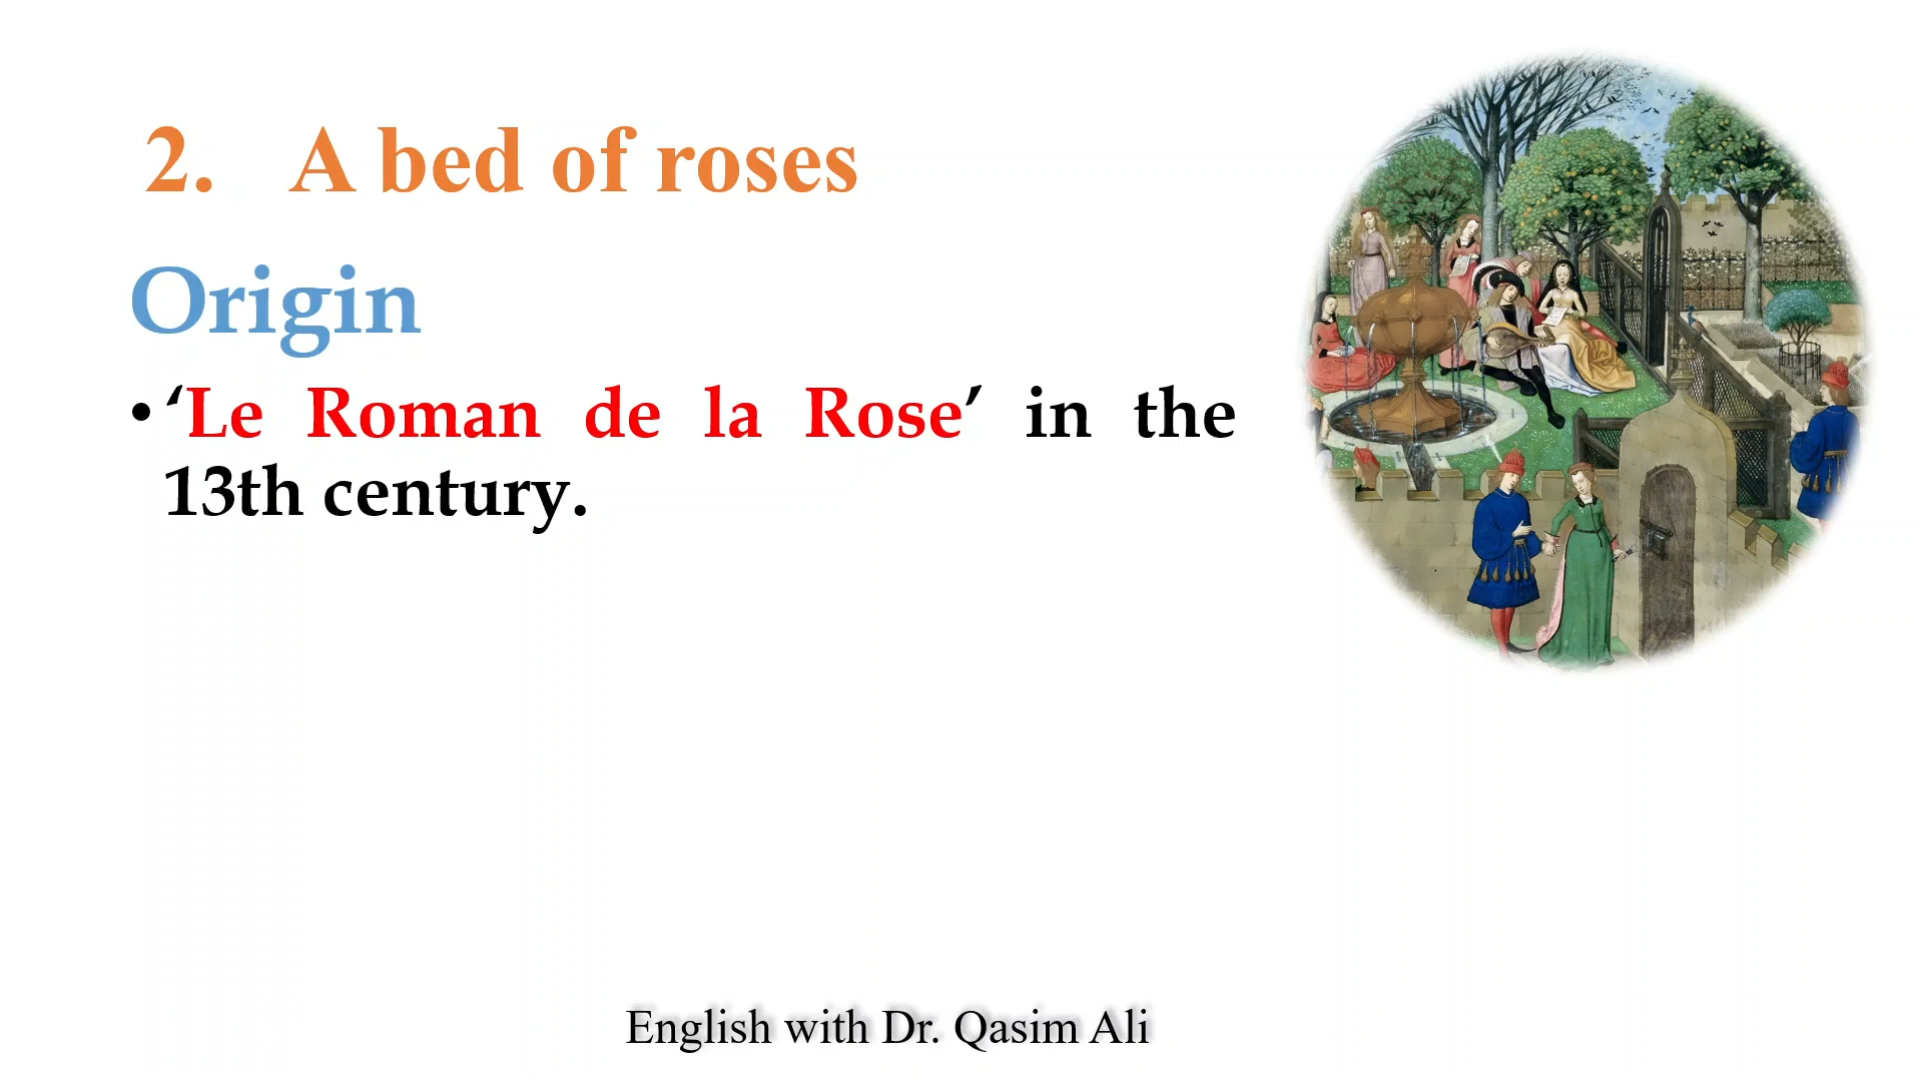 2. A bed of roses
Origin
• ‘Le Roman de la Rose’ in the
13th century.
English with Dr. Qasim Ali